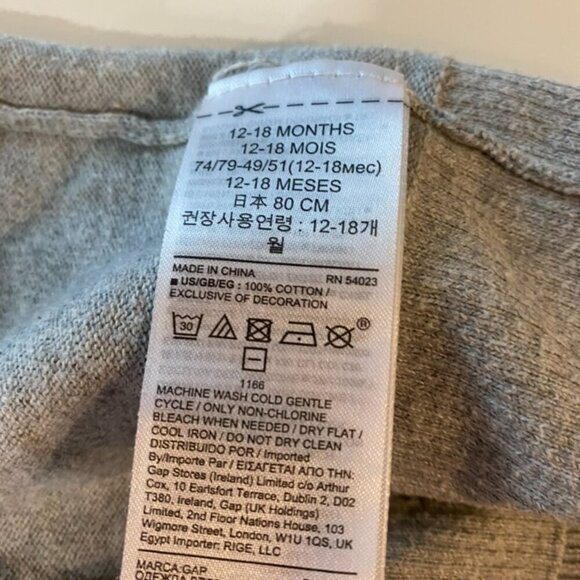 12-18 MONTHS
12-18 MOIS
74/79-49/51(12-18мес)
12-18 MESES
日本 80 CM
권장사용연령 : 12-18개
월
MADE IN CHINA RN 54023
■ US/GB/EG : 100% COTTON /
EXCLUSIVE OF DECORATION
30
®
1166
MACHINE WASH COLD GENTLE
CYCLE / ONLY NON-CHLORINE
BLEACH WHEN NEEDED / DRY FLAT /
COOL IRON / DO NOT DRY CLEAN
DISTRIBUIDO POR / Imported
By/Importe Par / ΕΙΣΑΓΕΤΑΙ ΑΠΟ ΤΗΝ:
Gap Stores (Ireland) Limited c/o Arthur
Cox, 10 Earlsfort Terrace, Dublin 2, D02
T380, Ireland, Gap (UK Holdings)
Limited, 2nd Floor Nations House, 103
Wigmore Street, London, W1U 1QS, UK
Egypt Importer: RIGE, LLC
MARCA:GAP
ОДЕЖДА